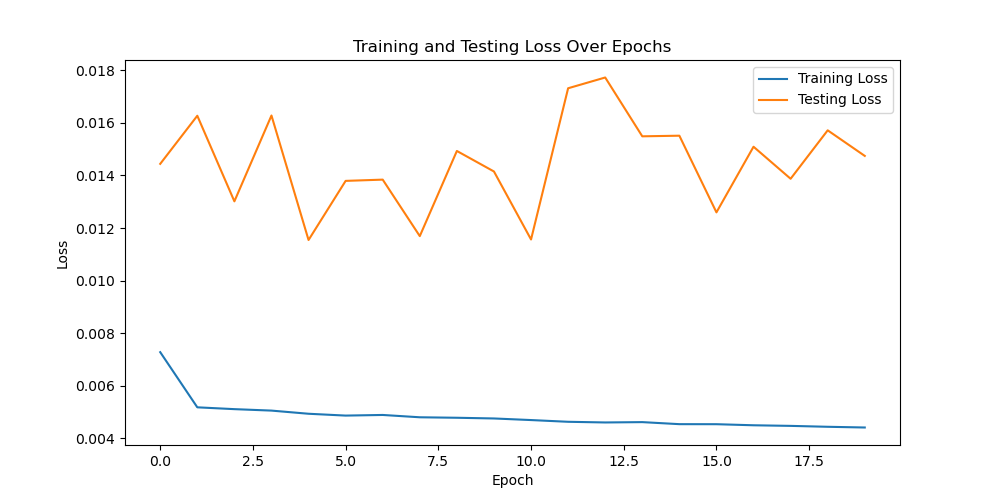 Training and Testing Loss Over Epochs
Training Loss
Testing Loss
0.018
0.016
0.014
0.012
0.010
0.008
0.006
0.004
Loss
0.0 2.5 5.0 7.5 10.0 12.5 15.0 17.5
Epoch